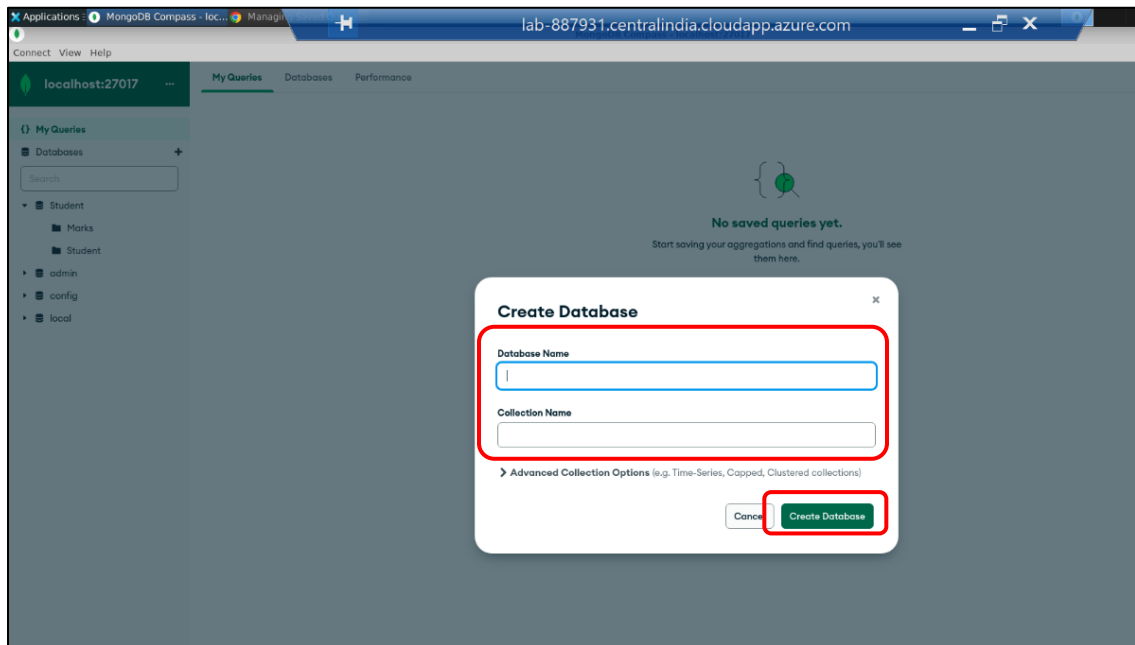 Applications
MongoDB Compass - loc...
Managin
lab-887931.centralindia.cloudapp.azure.com
Connect View Help
localhost:27017 ...
My Queries Databases Performance
{} My Queries
Databases +
Search
Student
Marks
Student
admin
config
local
No saved queries yet.
Start saving your aggregations and find queries, you'll see
them here.
Create Database
Database Name
Collection Name
Advanced Collection Options (e.g. Time-Series, Capped, Clustered collections)
Cance Create Database